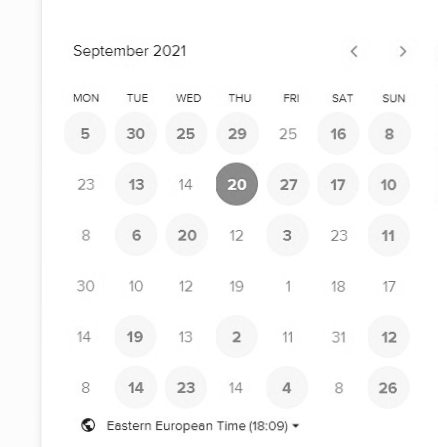 September 2021
MON TUE WED THU FRI SAT SUN
5 30 25 29 25 16 8
23 13 14 20 27 17 10
8 6 20 12 3 23 11
30 10 12 19 1 18 17
14 19 13 2 11 31 12
8 14 23 14 4 8 26
Eastern European Time (18:09)